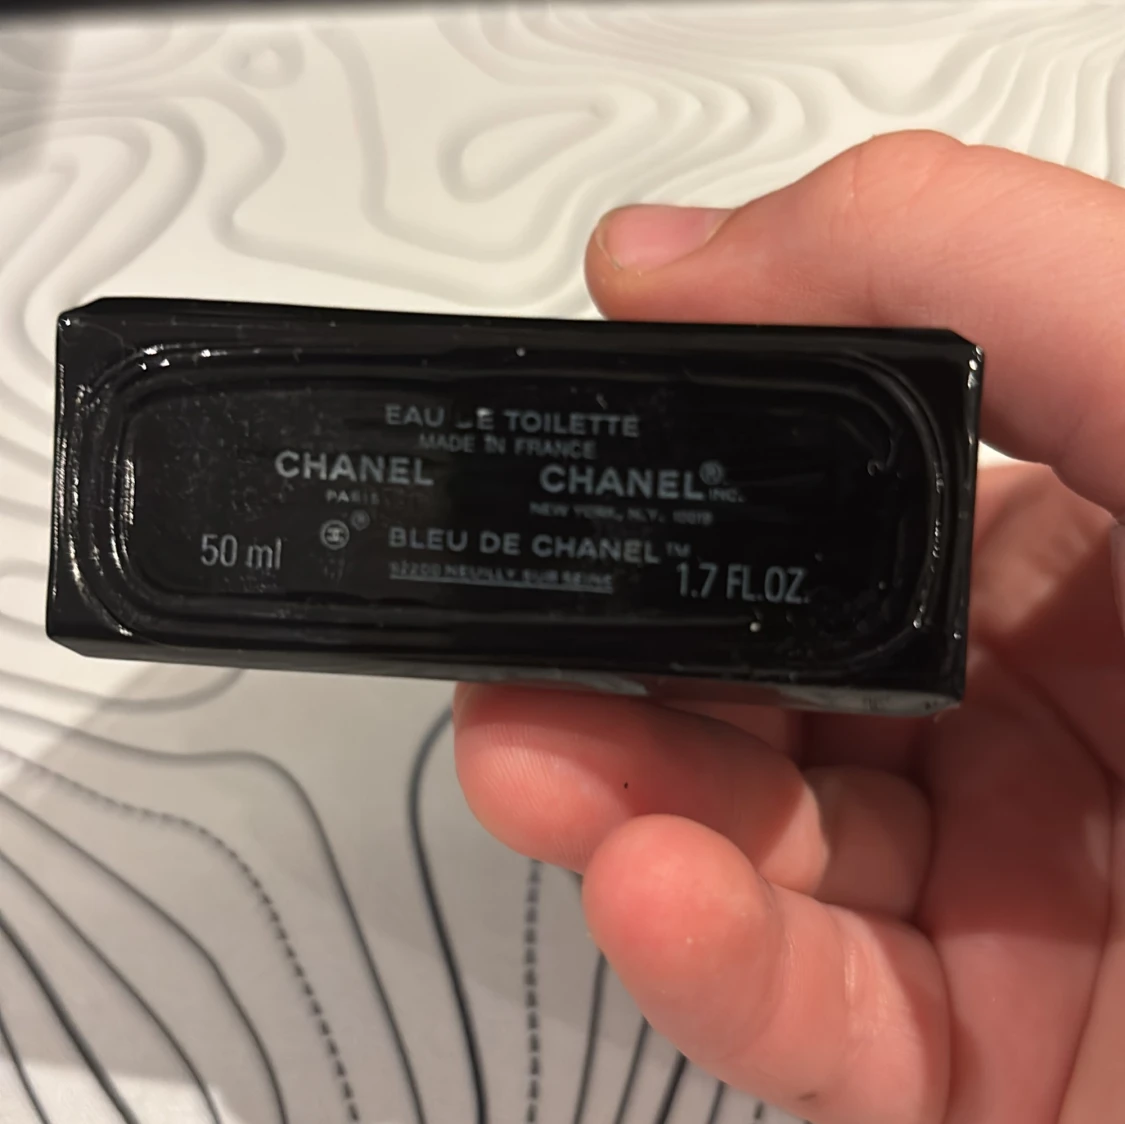 EAU DE TOILETTE
MADE IN FRANCE
CHANEL
PARIS
CHANEL® INC.
NEW YORK, N.Y. 10019
®
BLEU DE CHANEL™
92200 NEUILLY SUR SEINE
50 ml
1.7 FL.OZ.